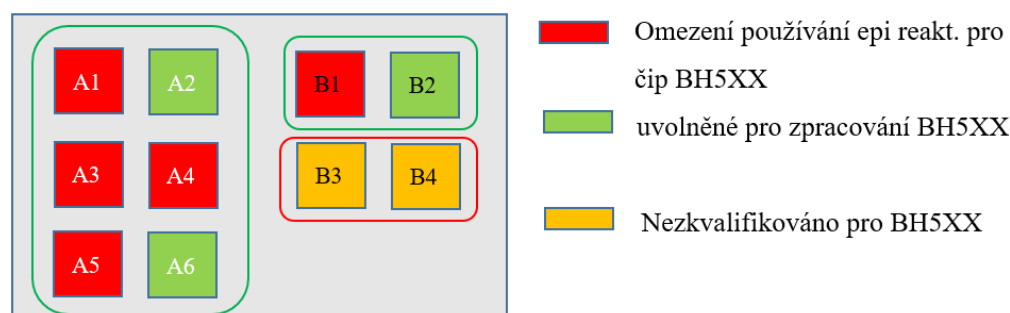 A1 A2
A3 A4
A5 A6
B1 B2
B3 B4
Omezení používání epi reakt. pro
čip BH5XX
uvolněné pro zpracování BH5XX
Nezkvalifikováno pro BH5XX